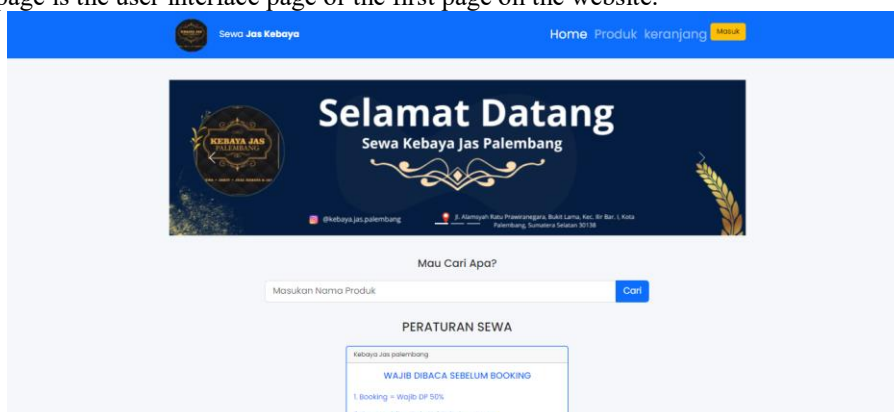 page is the user interface page of the first page on the website.
Sewa Jas Kebaya
Home Produk keranjang Masuk
Selamat Datang
Sewa Kebaya Jas Palembang
KEBAYA JAS
PALEMBANG
@kebaya.jas.palembang
Jl. Alamsyah Ratu Prawiranegara, Bukit Lama, Kec. Ilir Bar. I, Kota
Palembang, Sumatera Selatan 30138
Mau Cari Apa?
Masukan Nama Produk
Cari
PERATURAN SEWA
Kebaya Jas palembang
WAJIB DIBACA SEBELUM BOOKING
1. Booking = Wajib DP 50%